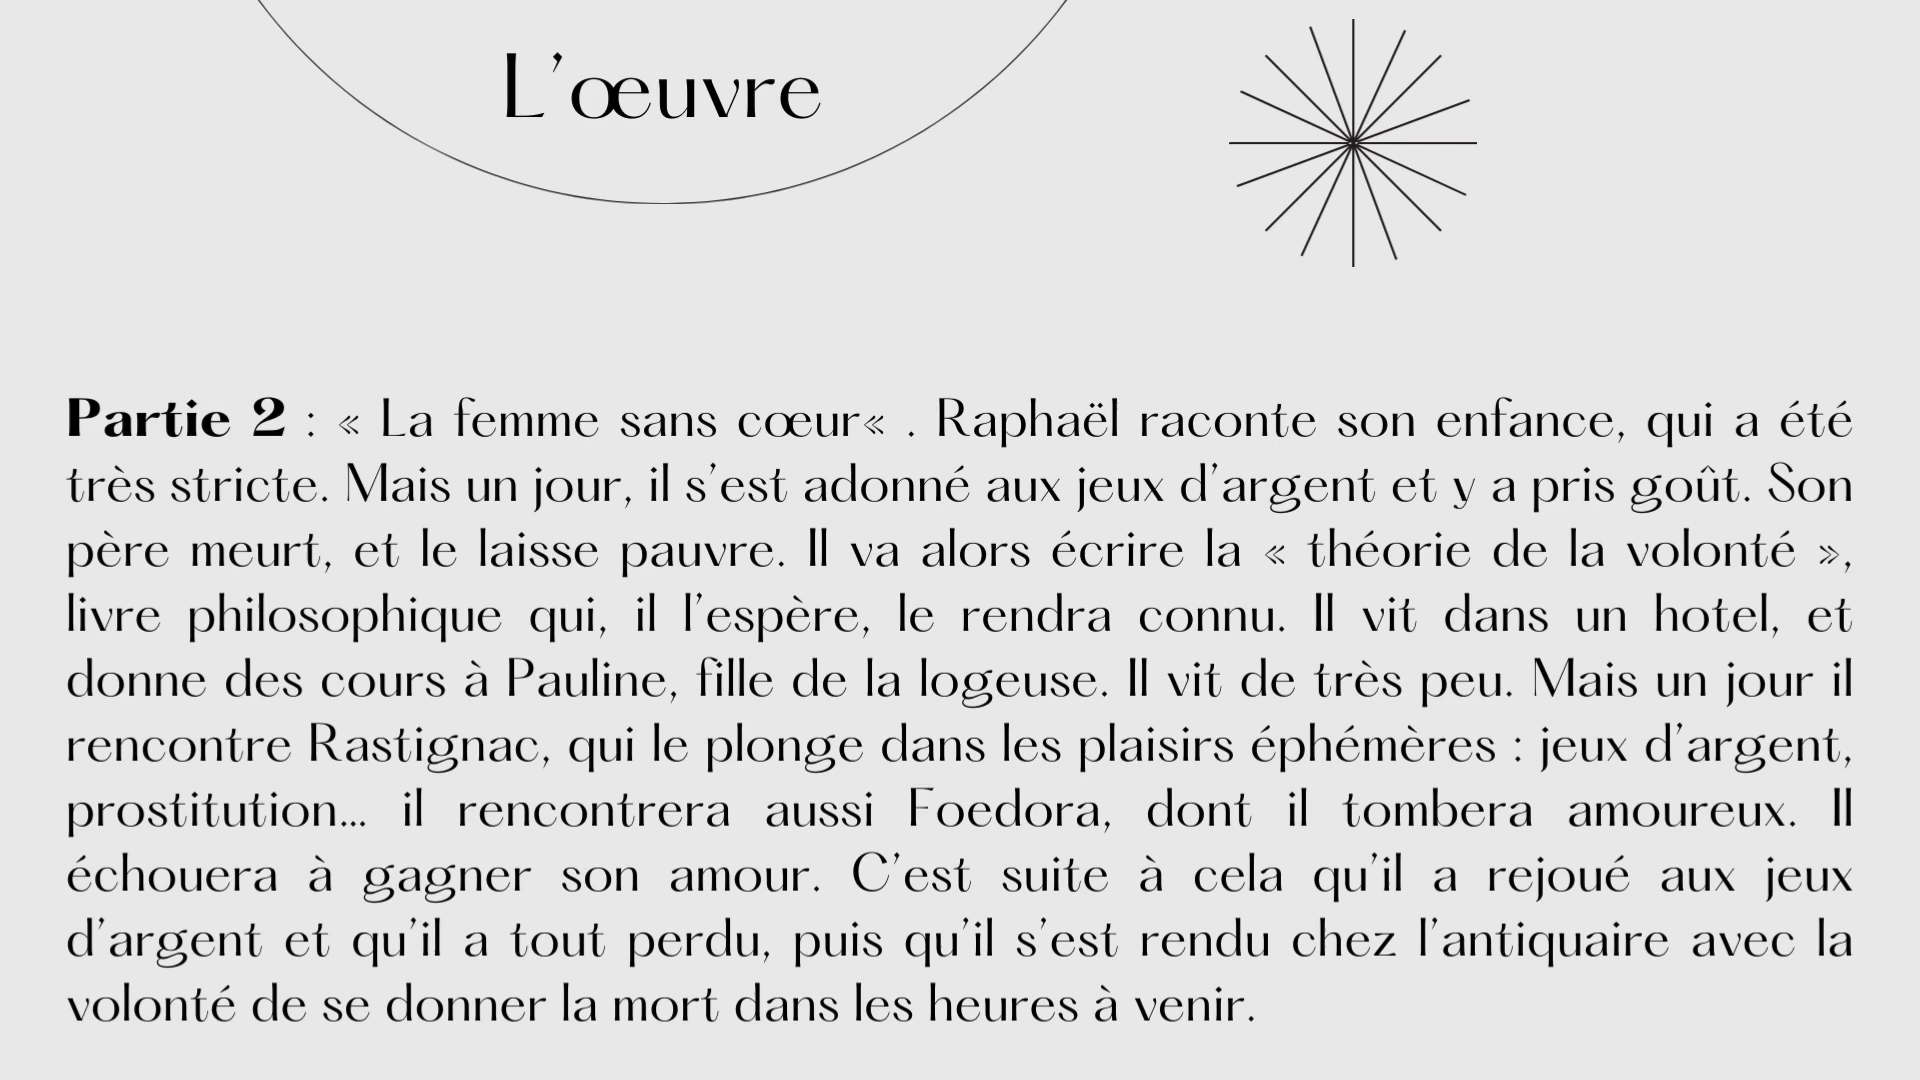 L’œuvre
Partie 2 : « La femme sans cœur« . Raphaël raconte son enfance, qui a été
très stricte. Mais un jour, il s’est adonné aux jeux d’argent et y a pris goût. Son
père meurt, et le laisse pauvre. Il va alors écrire la « théorie de la volonté »,
livre philosophique qui, il l’espère, le rendra connu. Il vit dans un hotel, et
donne des cours à Pauline, fille de la logeuse. Il vit de très peu. Mais un jour il
rencontre Rastignac, qui le plonge dans les plaisirs éphémères : jeux d’argent,
prostitution... il rencontrera aussi Foedora, dont il tombera amoureux. Il
échouera à gagner son amour. C’est suite à cela qu’il a rejoué aux jeux
d’argent et qu’il a tout perdu, puis qu’il s’est rendu chez l’antiquaire avec la
volonté de se donner la mort dans les heures à venir.